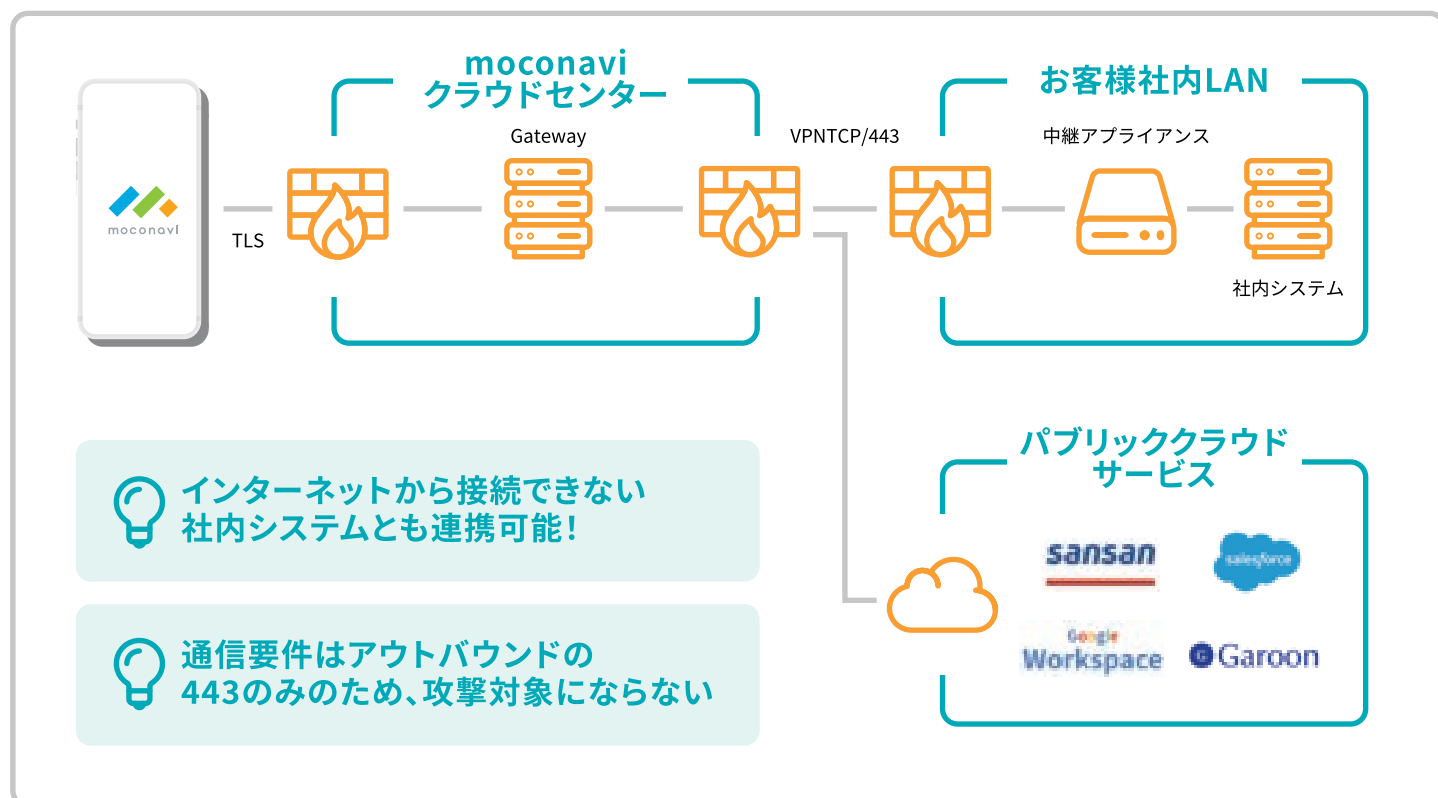 moconavi
クラウドセンター
お客様社内LAN
Gateway
VPNTCP/443
中継アプライアンス
moconavi
TLS
社内システム
パブリッククラウド
サービス
インターネットから接続できない
社内システムとも連携可能!
sansan
salesforce
通信要件はアウトバウンドの
443のみのため、攻撃対象にならない
Google
Workspace
G Garoon